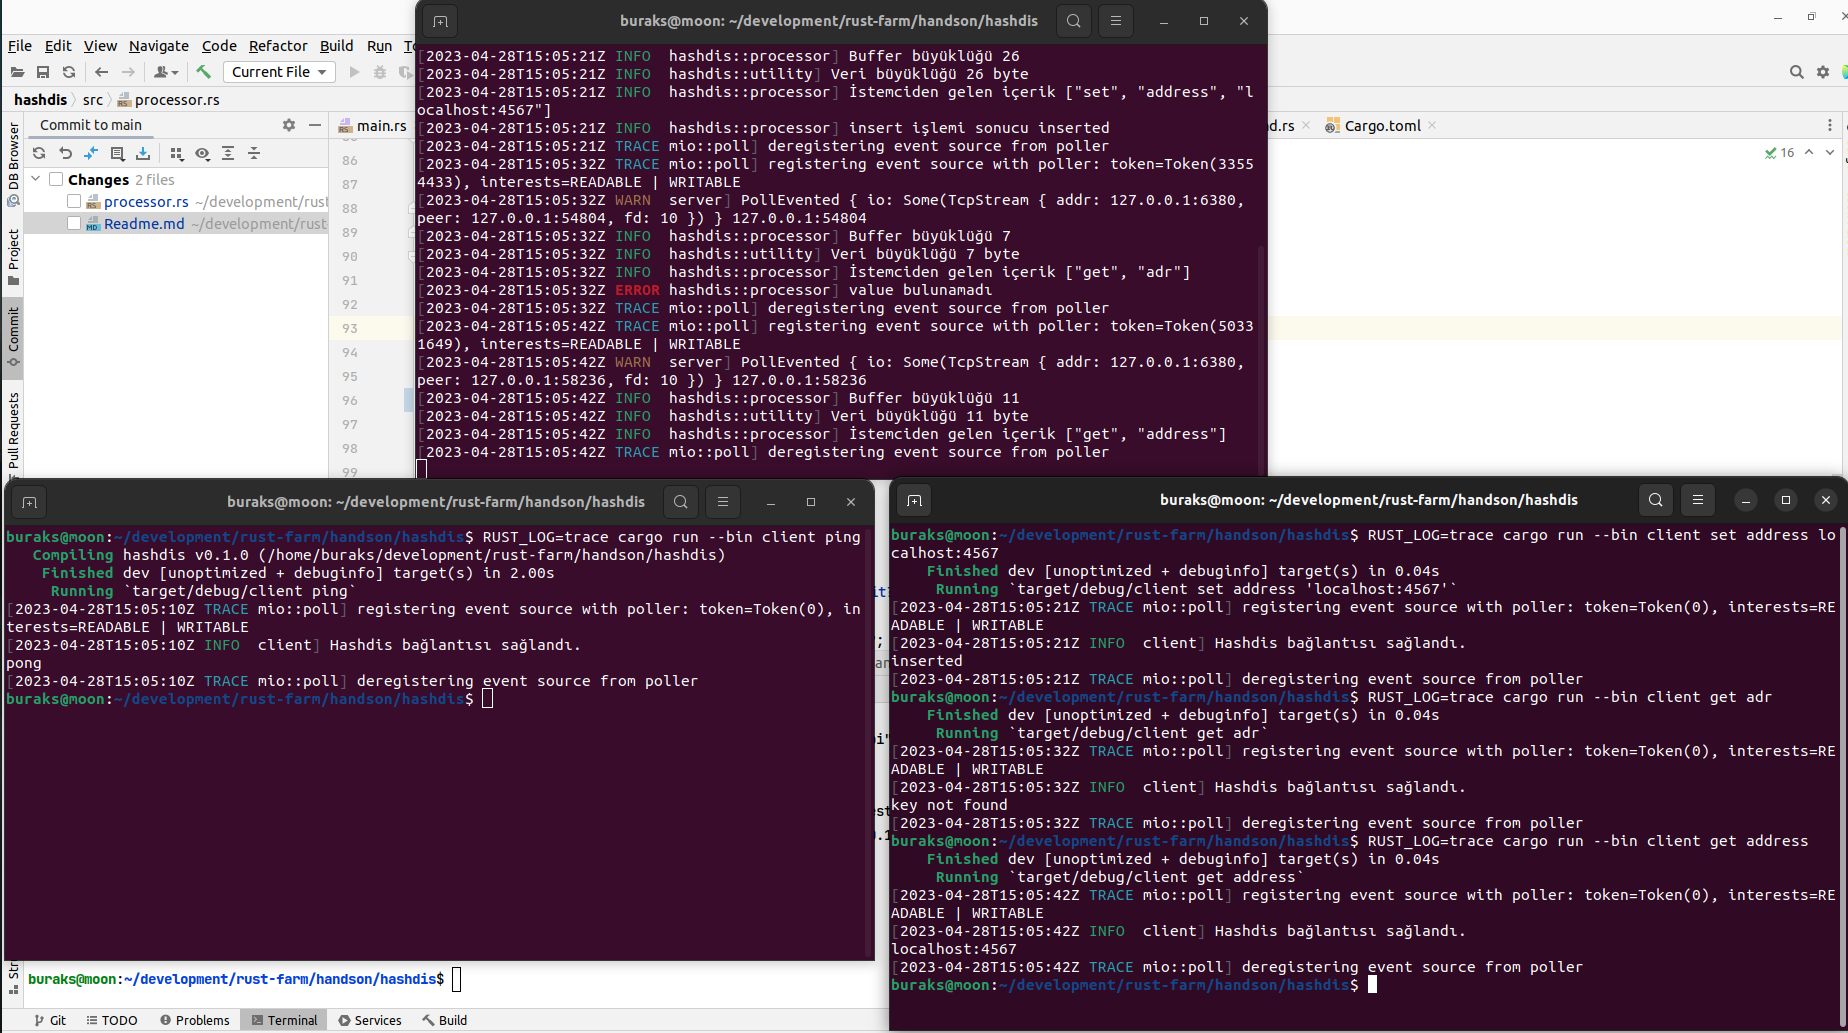 buraks@moon: ~/development/rust-farm/handson/hashdis
File Edit View Navigate Code Refactor Build Run
Current File
hashdis src processor.rs
Commit to main
main.rs
Cargo.toml
Changes 2 files
processor.rs ~/development/rust
Readme.md ~/development/rust-
16
DB Browser
Project
Commit
Pull Requests
86
87
88
89
90
91
92
93
94
95
96
97
98
99
[2023-04-28T15:05:21Z INFO  hashdis::processor] Buffer büyüklüğü 26
[2023-04-28T15:05:21Z INFO  hashdis::utility] Veri büyüklüğü 26 byte
[2023-04-28T15:05:21Z INFO  hashdis::processor] İstemciden gelen içerik ["set", "address", "l
ocalhost:4567"]
[2023-04-28T15:05:21Z INFO  hashdis::processor] insert işlemi sonucu inserted
[2023-04-28T15:05:21Z TRACE mio::poll] deregistering event source from poller
[2023-04-28T15:05:32Z TRACE mio::poll] registering event source with poller: token=Token(3355
4433), interests=READABLE | WRITABLE
[2023-04-28T15:05:32Z WARN  server] PollEvented { io: Some(TcpStream { addr: 127.0.0.1:6380,
peer: 127.0.0.1:54804, fd: 10 }) } 127.0.0.1:54804
[2023-04-28T15:05:32Z INFO  hashdis::processor] Buffer büyüklüğü 7
[2023-04-28T15:05:32Z INFO  hashdis::utility] Veri büyüklüğü 7 byte
[2023-04-28T15:05:32Z INFO  hashdis::processor] İstemciden gelen içerik ["get", "adr"]
[2023-04-28T15:05:32Z ERROR hashdis::processor] value bulunamadı
[2023-04-28T15:05:32Z TRACE mio::poll] deregistering event source from poller
[2023-04-28T15:05:42Z TRACE mio::poll] registering event source with poller: token=Token(5033
1649), interests=READABLE | WRITABLE
[2023-04-28T15:05:42Z WARN  server] PollEvented { io: Some(TcpStream { addr: 127.0.0.1:6380,
peer: 127.0.0.1:58236, fd: 10 }) } 127.0.0.1:58236
[2023-04-28T15:05:42Z INFO  hashdis::processor] Buffer büyüklüğü 11
[2023-04-28T15:05:42Z INFO  hashdis::utility] Veri büyüklüğü 11 byte
[2023-04-28T15:05:42Z INFO  hashdis::processor] İstemciden gelen içerik ["get", "address"]
[2023-04-28T15:05:42Z TRACE mio::poll] deregistering event source from poller
buraks@moon: ~/development/rust-farm/handson/hashdis
buraks@moon:~/development/rust-farm/handson/hashdis$ RUST_LOG=trace cargo run --bin client ping
Compiling hashdis v0.1.0 (/home/buraks/development/rust-farm/handson/hashdis)
Finished dev [unoptimized + debuginfo] target(s) in 2.00s
Running `target/debug/client ping`
[2023-04-28T15:05:10Z TRACE mio::poll] registering event source with poller: token=Token(0), in
terests=READABLE | WRITABLE
[2023-04-28T15:05:10Z INFO  client] Hashdis bağlantısı sağlandı.
pong
[2023-04-28T15:05:10Z TRACE mio::poll] deregistering event source from poller
buraks@moon:~/development/rust-farm/handson/hashdis$
buraks@moon: ~/development/rust-farm/handson/hashdis
buraks@moon:~/development/rust-farm/handson/hashdis$ RUST_LOG=trace cargo run --bin client set address lo
calhost:4567
Finished dev [unoptimized + debuginfo] target(s) in 0.04s
Running `target/debug/client set address 'localhost:4567'`
[2023-04-28T15:05:21Z TRACE mio::poll] registering event source with poller: token=Token(0), interests=RE
ADABLE | WRITABLE
[2023-04-28T15:05:21Z INFO  client] Hashdis bağlantısı sağlandı.
inserted
[2023-04-28T15:05:21Z TRACE mio::poll] deregistering event source from poller
buraks@moon:~/development/rust-farm/handson/hashdis$ RUST_LOG=trace cargo run --bin client get adr
Finished dev [unoptimized + debuginfo] target(s) in 0.04s
Running `target/debug/client get adr`
[2023-04-28T15:05:32Z TRACE mio::poll] registering event source with poller: token=Token(0), interests=RE
ADABLE | WRITABLE
[2023-04-28T15:05:32Z INFO  client] Hashdis bağlantısı sağlandı.
key not found
[2023-04-28T15:05:32Z TRACE mio::poll] deregistering event source from poller
buraks@moon:~/development/rust-farm/handson/hashdis$ RUST_LOG=trace cargo run --bin client get address
Finished dev [unoptimized + debuginfo] target(s) in 0.04s
Running `target/debug/client get address`
[2023-04-28T15:05:42Z TRACE mio::poll] registering event source with poller: token=Token(0), interests=RE
ADABLE | WRITABLE
[2023-04-28T15:05:42Z INFO  client] Hashdis bağlantısı sağlandı.
localhost:4567
[2023-04-28T15:05:42Z TRACE mio::poll] deregistering event source from poller
buraks@moon:~/development/rust-farm/handson/hashdis$
buraks@moon:~/development/rust-farm/handson/hashdis$
Git TODO Problems Terminal Services Build